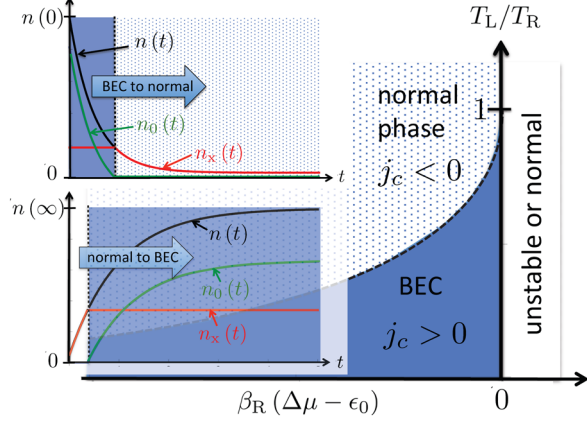 n(0)
n(t)
BEC to normal
n₀(t)
nₓ(t)
0
t
n(∞)
n(t)
normal to BEC
n₀(t)
nₓ(t)
0
t
T_L/T_R
1
normal
phase
j_c < 0
BEC
j_c > 0
unstable or normal
β_R(Δμ − ϵ₀)
0